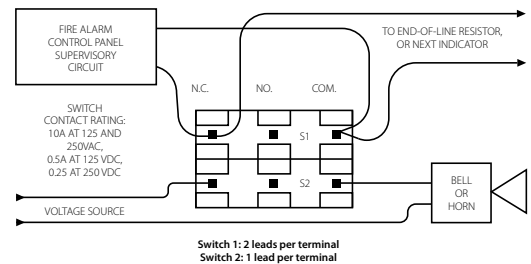 FIRE ALARM
CONTROL PANEL
SUPERVISORY
CIRCUIT
TO END-OF-LINE RESISTOR,
OR NEXT INDICATOR
N.C. NO. COM.
SWITCH
CONTACT RATING:
10A AT 125 AND
250VAC,
0.5A AT 125 VDC,
0.25 AT 250 VDC
S1
S2
BELL
OR
HORN
VOLTAGE SOURCE
Switch 1: 2 leads per terminal
Switch 2: 1 lead per terminal